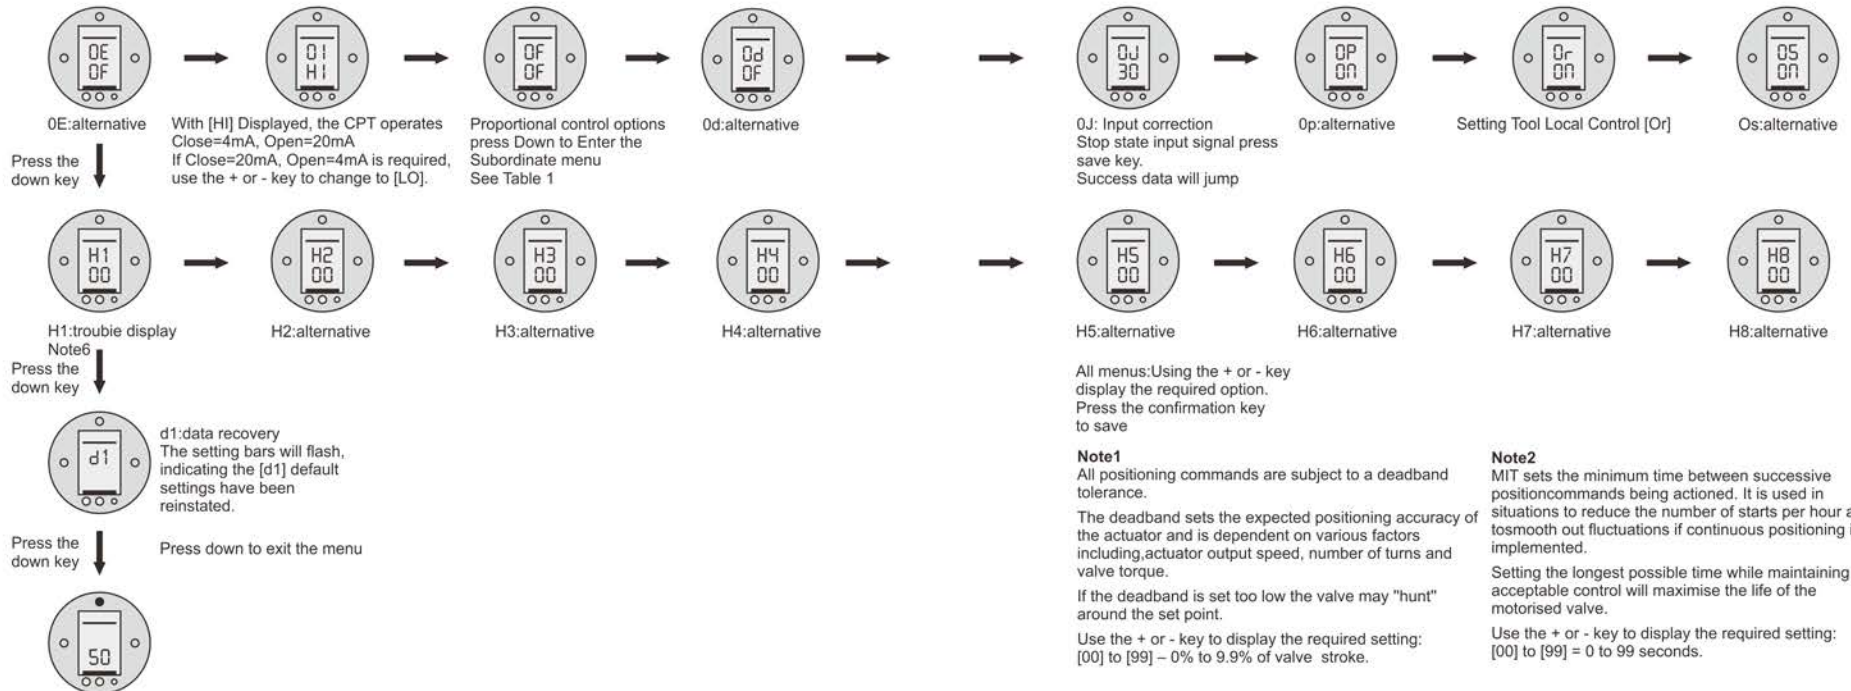 0E
0F
01
HI
0F
0F
0d
0F
0J
30
0P
0n
0r
0n
0S
0n
0E:alternative
With [HI] Displayed, the CPT operates
Close=4mA, Open=20mA
If Close=20mA, Open=4mA is required,
use the + or - key to change to [LO].
Proportional control options
press Down to Enter the
Subordinate menu
See Table 1
0d:alternative
0J: Input correction
Stop state input signal press
save key.
Success data will jump
0p:alternative
Setting Tool Local Control [Or]
Os:alternative
Press the
down key
H1
00
H2
00
H3
00
H4
00
H5
00
H6
00
H7
00
H8
00
H1:troubie display
Note6
H2:alternative
H3:alternative
H4:alternative
H5:alternative
H6:alternative
H7:alternative
H8:alternative
Press the
down key
d1
d1:data recovery
The setting bars will flash,
indicating the [d1] default
settings have been
reinstated.
Press the
down key
Press down to exit the menu
50
All menus:Using the + or - key
display the required option.
Press the confirmation key
to save
Note1
All positioning commands are subject to a deadband
tolerance.
The deadband sets the expected positioning accuracy of
the actuator and is dependent on various factors
including,actuator output speed, number of turns and
valve torque.
If the deadband is set too low the valve may "hunt"
around the set point.
Use the + or - key to display the required setting:
[00] to [99] – 0% to 9.9% of valve stroke.
Note2
MIT sets the minimum time between successive
positioncommands being actioned. It is used in
situations to reduce the number of starts per hour
tosmooth out fluctuations if continuous positioning
implemented.
Setting the longest possible time while maintaining
acceptable control will maximise the life of the
motorised valve.
Use the + or - key to display the required setting:
[00] to [99] = 0 to 99 seconds.